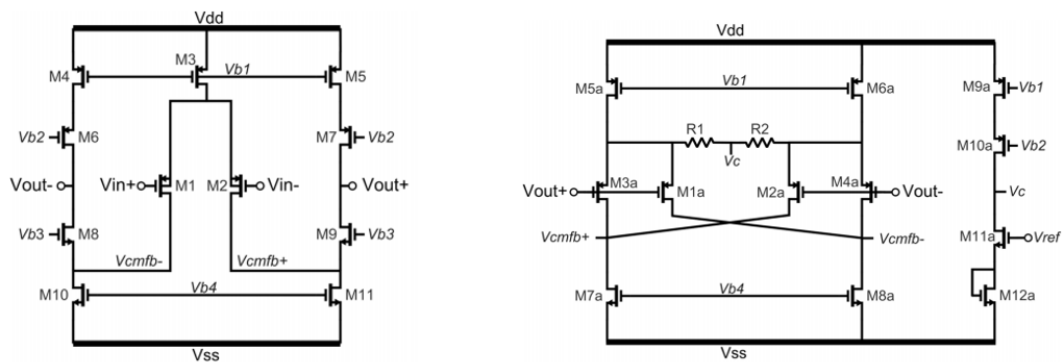 Vdd
M4
M3
Vb1
M5
Vb2
M6
M7
Vb2
Vout-
Vin+
M1
M2
Vin-
Vout+
Vb3
M8
M9
Vb3
Vcmfb-
Vcmfb+
M10
Vb4
M11
Vss
Vdd
M5a
Vb1
M6a
M9a
Vb1
R1
R2
M10a
Vb2
Vc
Vout+
M3a
M1a
M2a
M4a
Vout-
Vc
Vcmfb+
Vcmfb-
M11a
Vref
M7a
Vb4
M8a
M12a
Vss